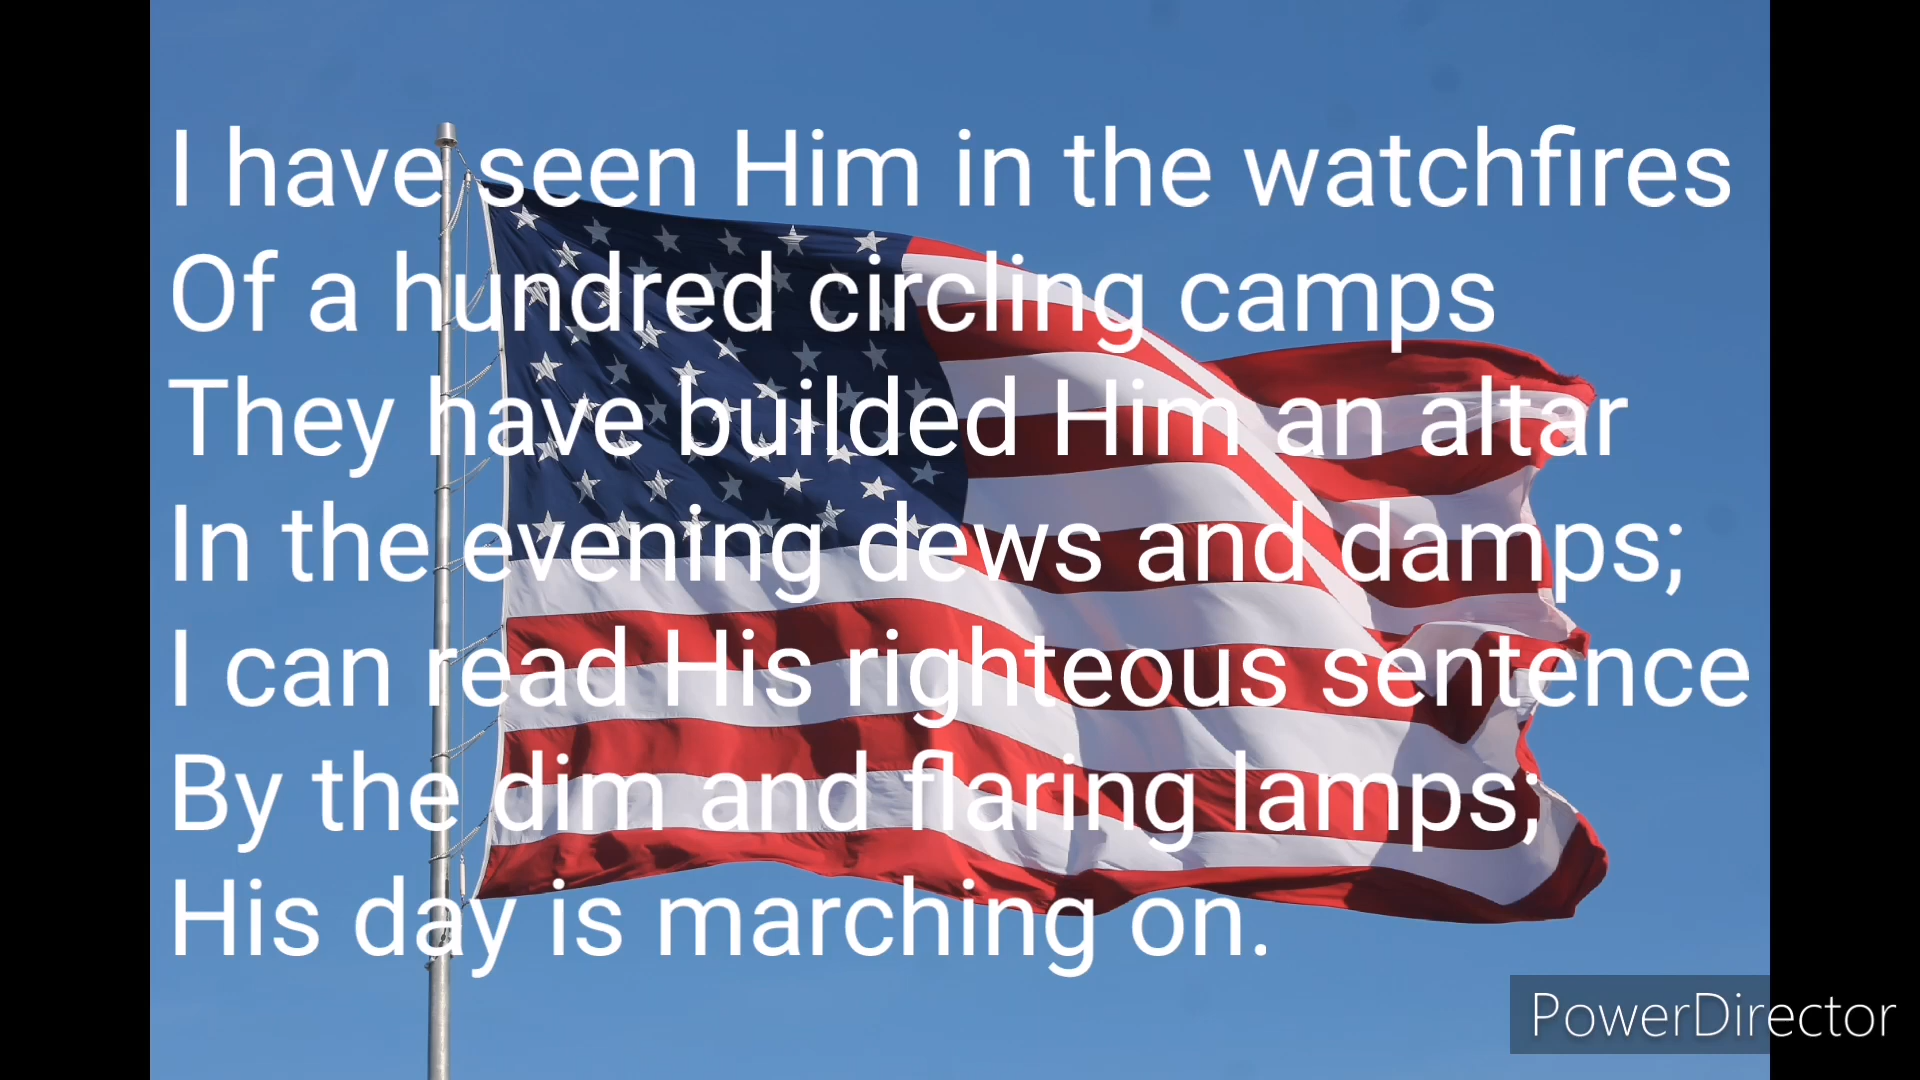 I have seen Him in the watchfires
Of a hundred circling camps
They have builded Him an altar
In the evening dews and damps;
I can read His righteous sentence
By the dim and flaring lamps;
His day is marching on.
PowerDirector